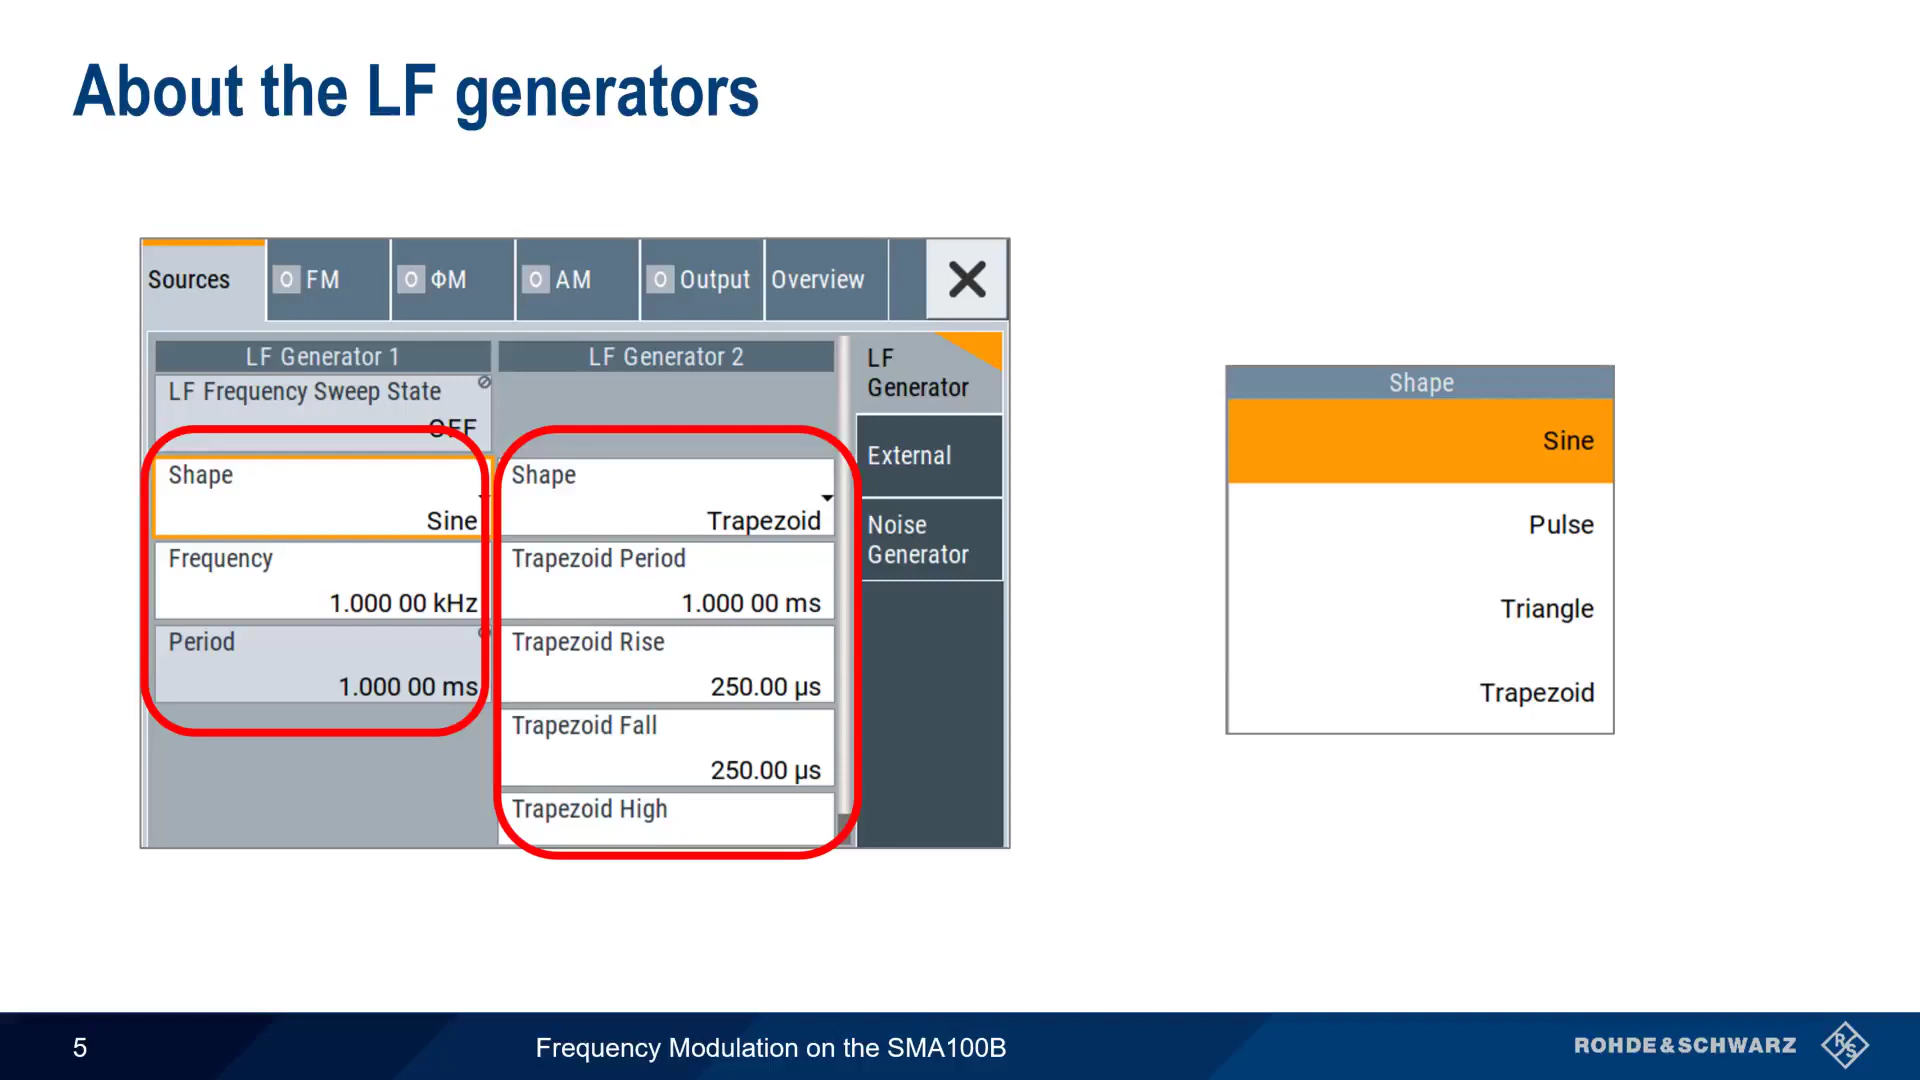 About the LF generators
Sources
O FM
O ΦM
O AM
O Output
Overview
LF Generator 1
LF Frequency Sweep State
OFF
Shape
Sine
Frequency
1.000 00 kHz
Period
1.000 00 ms
LF Generator 2
Shape
Trapezoid
Trapezoid Period
1.000 00 ms
Trapezoid Rise
250.00 µs
Trapezoid Fall
250.00 µs
Trapezoid High
LF
Generator
External
Noise
Generator
Shape
Sine
Pulse
Triangle
Trapezoid
5
Frequency Modulation on the SMA100B
ROHDE&SCHWARZ
R&S